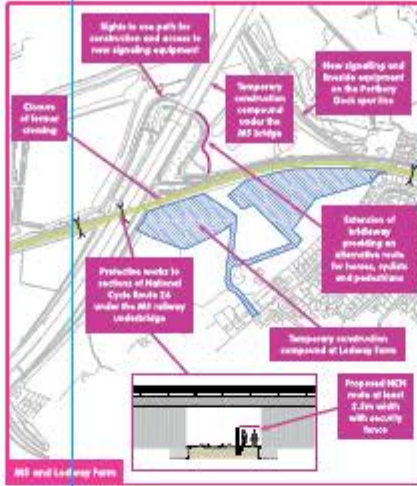 Rights to use path for
construction and access to
new signaling equipment
New signalling and
lineside equipment
on the Portbury
Dock spur line
Temporary
construction
compound
under the
M5 bridge
Closure
of former
crossing
Extension of
bridleway
providing an
alternative route
for horses, cyclists
and pedestrians
Protective works to
sections of National
Cycle Route 26
under the M5 railway
underbridge
Temporary construction
compound at Lodway Farm
Proposed NCN
route at least
2.5m width
with security
fence
M5 and Lodway Farm